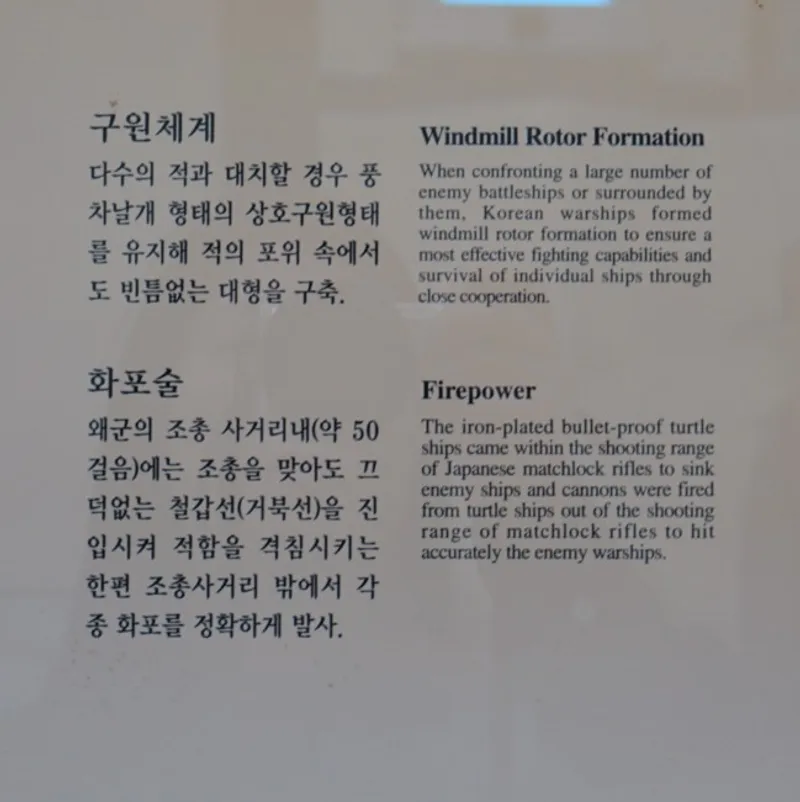 구원체계
다수의 적과 대치할 경우 풍
차날개 형태의 상호구원형태
를 유지해 적의 포위 속에서
도 빈틈없는 대형을 구축.
Windmill Rotor Formation
When confronting a large number of
enemy battleships or surrounded by
them, Korean warships formed
windmill rotor formation to ensure a
most effective fighting capabilities and
survival of individual ships through
close cooperation.
화포술
왜군의 조총 사거리내(약 50
걸음)에는 조총을 맞아도 끄
덕없는 철갑선(거북선)을 진
입시켜 적함을 격침시키는
한편 조총사거리 밖에서 각
종 화포를 정확하게 발사.
Firepower
The iron-plated bullet-proof turtle
ships came within the shooting range
of Japanese matchlock rifles to sink
enemy ships and cannons were fired
from turtle ships out of the shooting
range of matchlock rifles to hit
accurately the enemy warships.